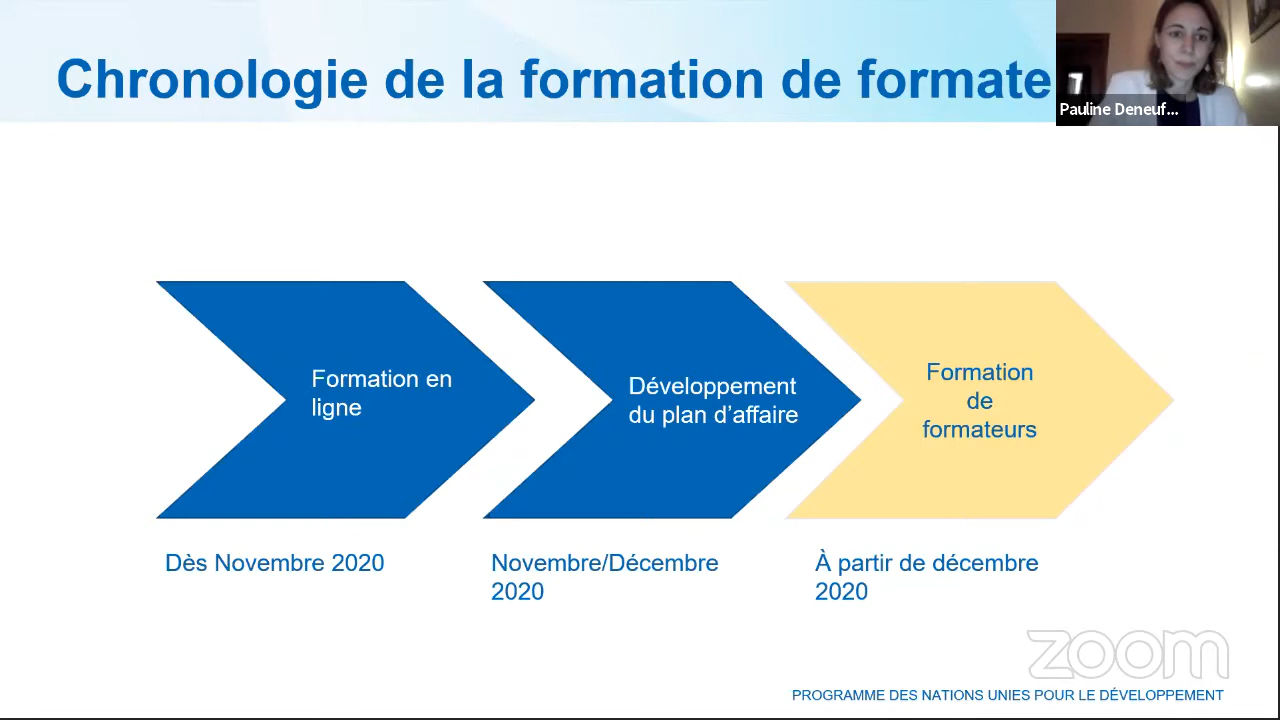 Chronologie de la formation de formate
Pauline Deneuf...
Formation en
ligne
Développement
du plan d’affaire
Formation
de
formateurs
Dès Novembre 2020
Novembre/Décembre
2020
À partir de décembre
2020
zoom
PROGRAMME DES NATIONS UNIES POUR LE DÉVELOPPEMENT